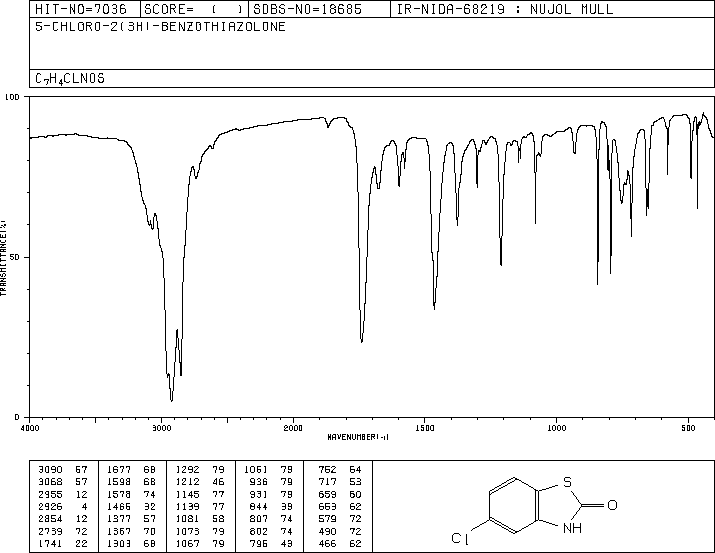 HIT-NO=7036 SCORE= ( ) SDBS-NO=18685 IR-NIDA-68219 : NUJOL MULL
5-CHLORO-2(3H)-BENZOTHIAZOLONE
C7H4CLNOS
100
50
0
TRANSMITTANCE(%)
4000 3000 2000 1500 1000 500
WAVENUMBER(-1)
3090 57 1677 68 1292 79 1061 79 752 64
3068 57 1598 68 1212 46 936 79 717 53
2955 12 1578 74 1145 77 931 79 659 60
2926 4 1466 32 1139 77 844 39 653 62
2854 12 1377 57 1081 58 807 74 579 72
2739 72 1367 70 1073 79 802 74 490 72
1741 22 1303 68 1067 79 796 43 466 62
S
O
NH
Cl